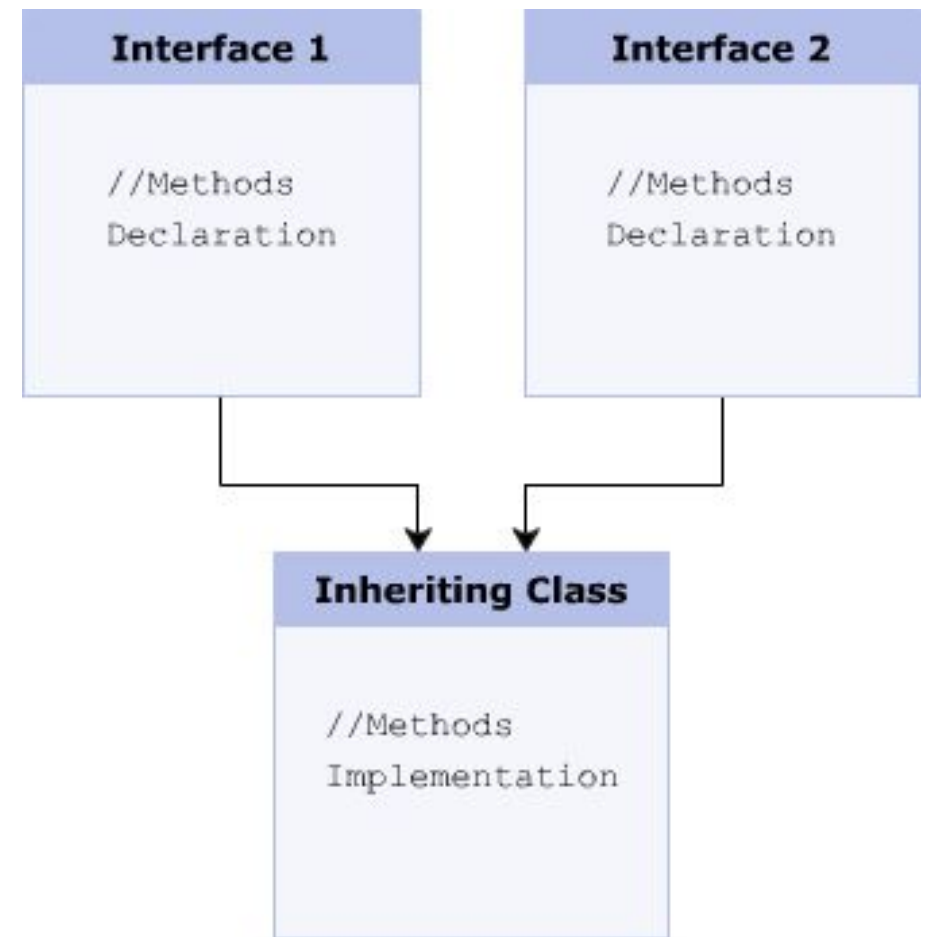 Interface 1
//Methods
Declaration
Interface 2
//Methods
Declaration
Inheriting Class
//Methods
Implementation